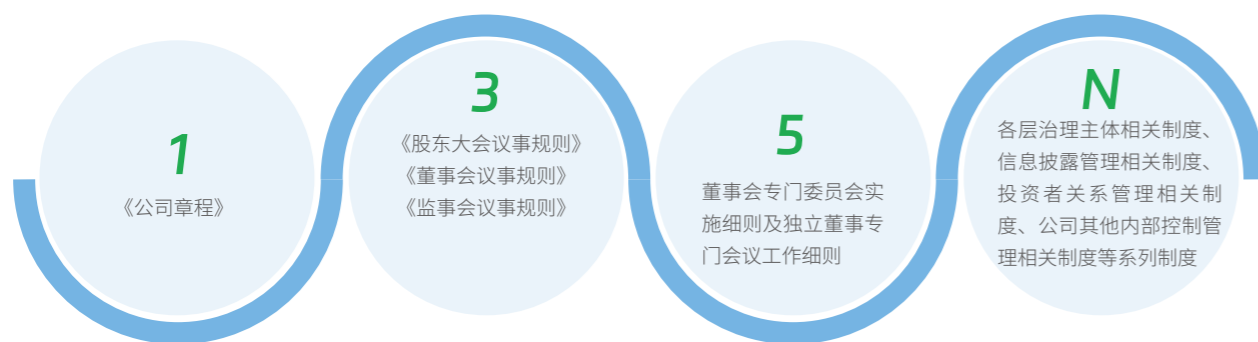 1
《公司章程》
3
《股东大会议事规则》
《董事会议事规则》
《监事会议事规则》
5
董事会专门委员会实
施细则及独立董事专
门会议工作细则
N
各层治理主体相关制度、
信息披露管理相关制度、
投资者关系管理相关制
度、公司其他内部控制管
理相关制度等系列制度